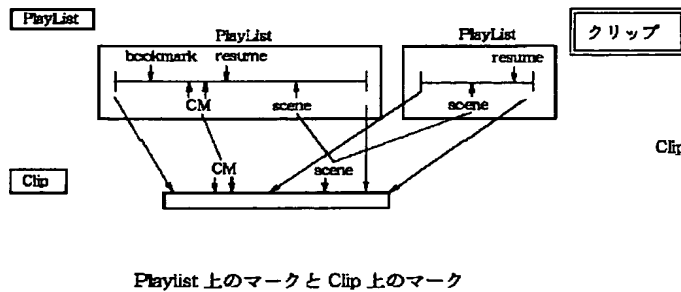 PlayList
PlayList
PlayList
クリップ
bookmark
resume
resume
CM
scene
scene
Clip
CM
scene
Clip
Playlist 上のマークと Clip 上のマーク